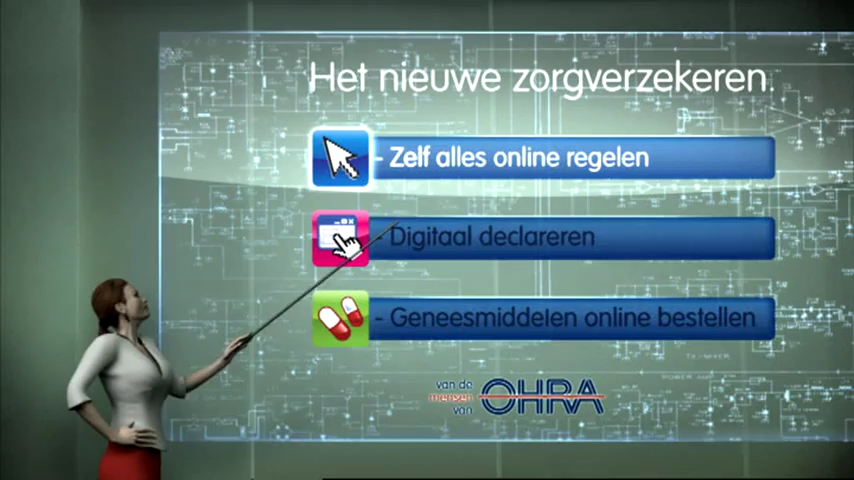 Het nieuwe zorgverzekeren.
- Zelf alles online regelen
- Digitaal declareren
- Geneesmiddelen online bestellen
van de
mensen
van
OHRA